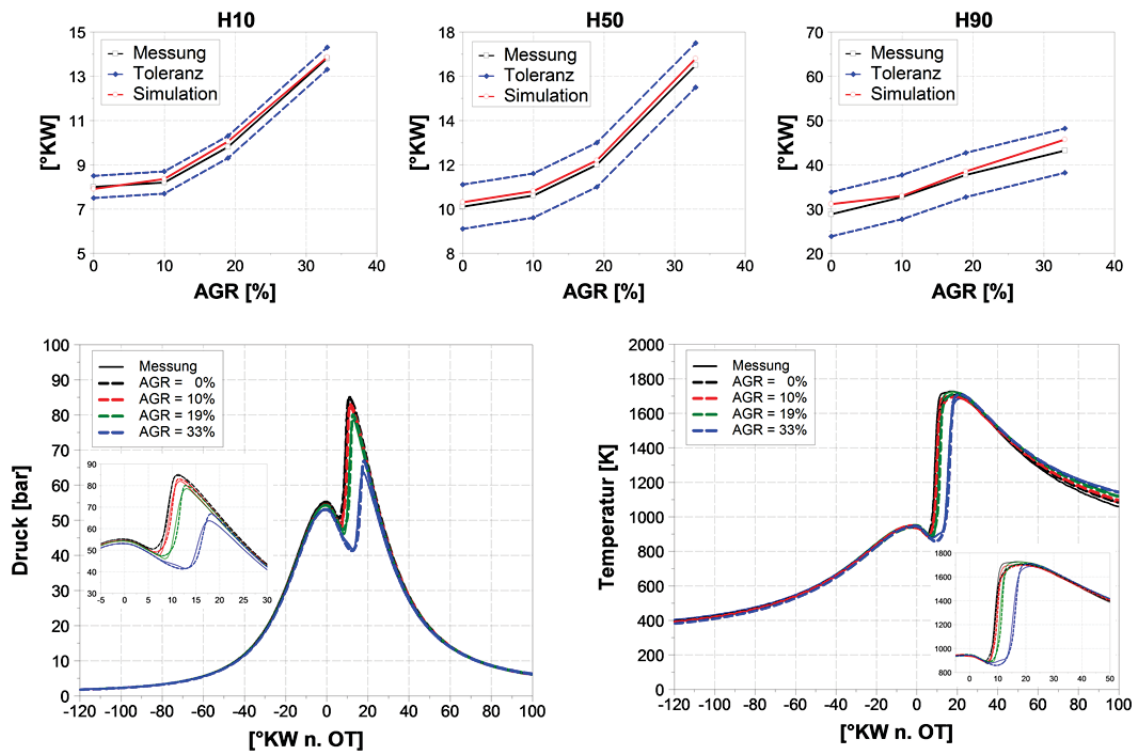 H10
[°KW]
15
13
11
9
7
5
Messung
Toleranz
Simulation
0 10 20 30 40
AGR [%]
H50
[°KW]
18
16
14
12
10
8
Messung
Toleranz
Simulation
0 10 20 30 40
AGR [%]
H90
[°KW]
70
60
50
40
30
20
Messung
Toleranz
Simulation
0 10 20 30 40
AGR [%]
Druck [bar]
100
90
80
70
60
50
40
30
20
10
0
Messung
AGR = 0%
AGR = 10%
AGR = 19%
AGR = 33%
90
80
70
60
50
40
30
-5 0 5 10 15 20 25 30
-120 -100 -80 -60 -40 -20 0 20 40 60 80 100
[°KW n. OT]
Temperatur [K]
2000
1800
1600
1400
1200
1000
800
600
400
200
0
Messung
AGR = 0%
AGR = 10%
AGR = 19%
AGR = 33%
1800
1600
1400
1200
1000
800
0 10 20 30 40 50
-120 -100 -80 -60 -40 -20 0 20 40 60 80 100
[°KW n. OT]